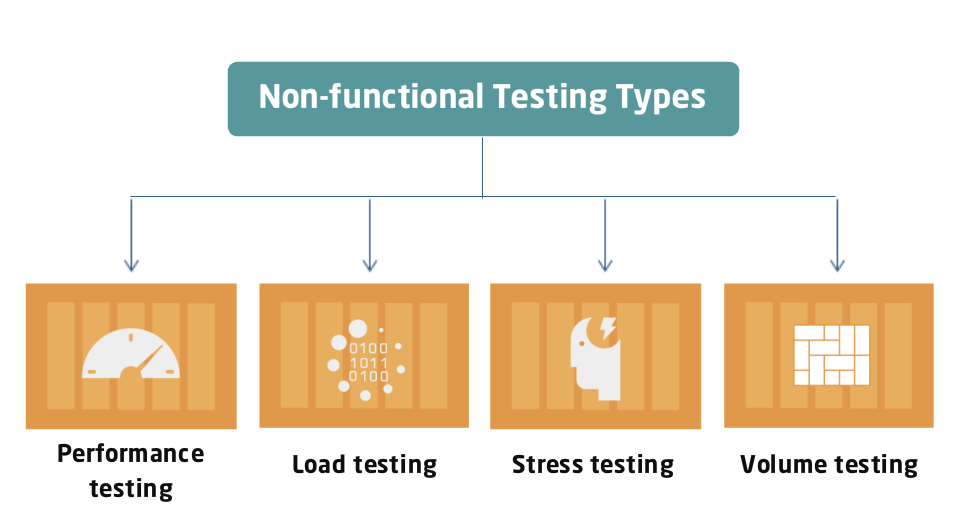 Non-functional Testing Types
0100
1011
0100
Performance
testing
Load testing
Stress testing
Volume testing